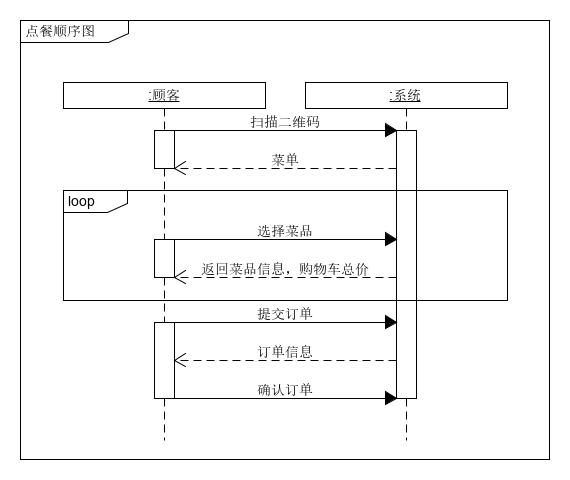 点餐顺序图
:顾客
:系统
扫描二维码
菜单
loop
选择菜品
返回菜品信息，购物车总价
提交订单
订单信息
确认订单